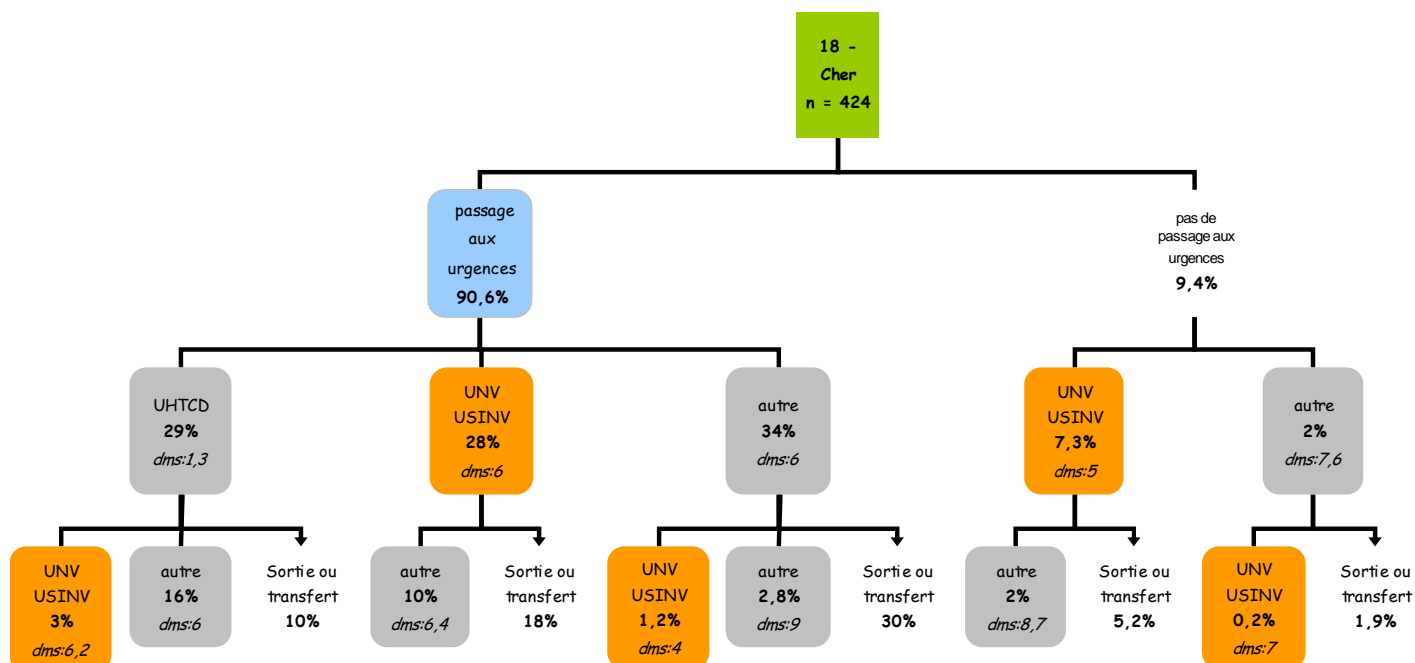 18 -
Cher
n = 424
passage
aux
urgences
90,6%
pas de
passage aux
urgences
9,4%
UHTCD
29%
dms:1,3
UNV
USINV
28%
dms:6
autre
34%
dms:6
UNV
USINV
7,3%
dms:5
autre
2%
dms:7,6
UNV
USINV
3%
dms:6,2
autre
16%
dms:6
Sortie ou
transfert
10%
autre
10%
dms:6,4
Sortie ou
transfert
18%
UNV
USINV
1,2%
dms:4
autre
2,8%
dms:9
Sortie ou
transfert
30%
autre
2%
dms:8,7
Sortie ou
transfert
5,2%
UNV
USINV
0,2%
dms:7
Sortie ou
transfert
1,9%